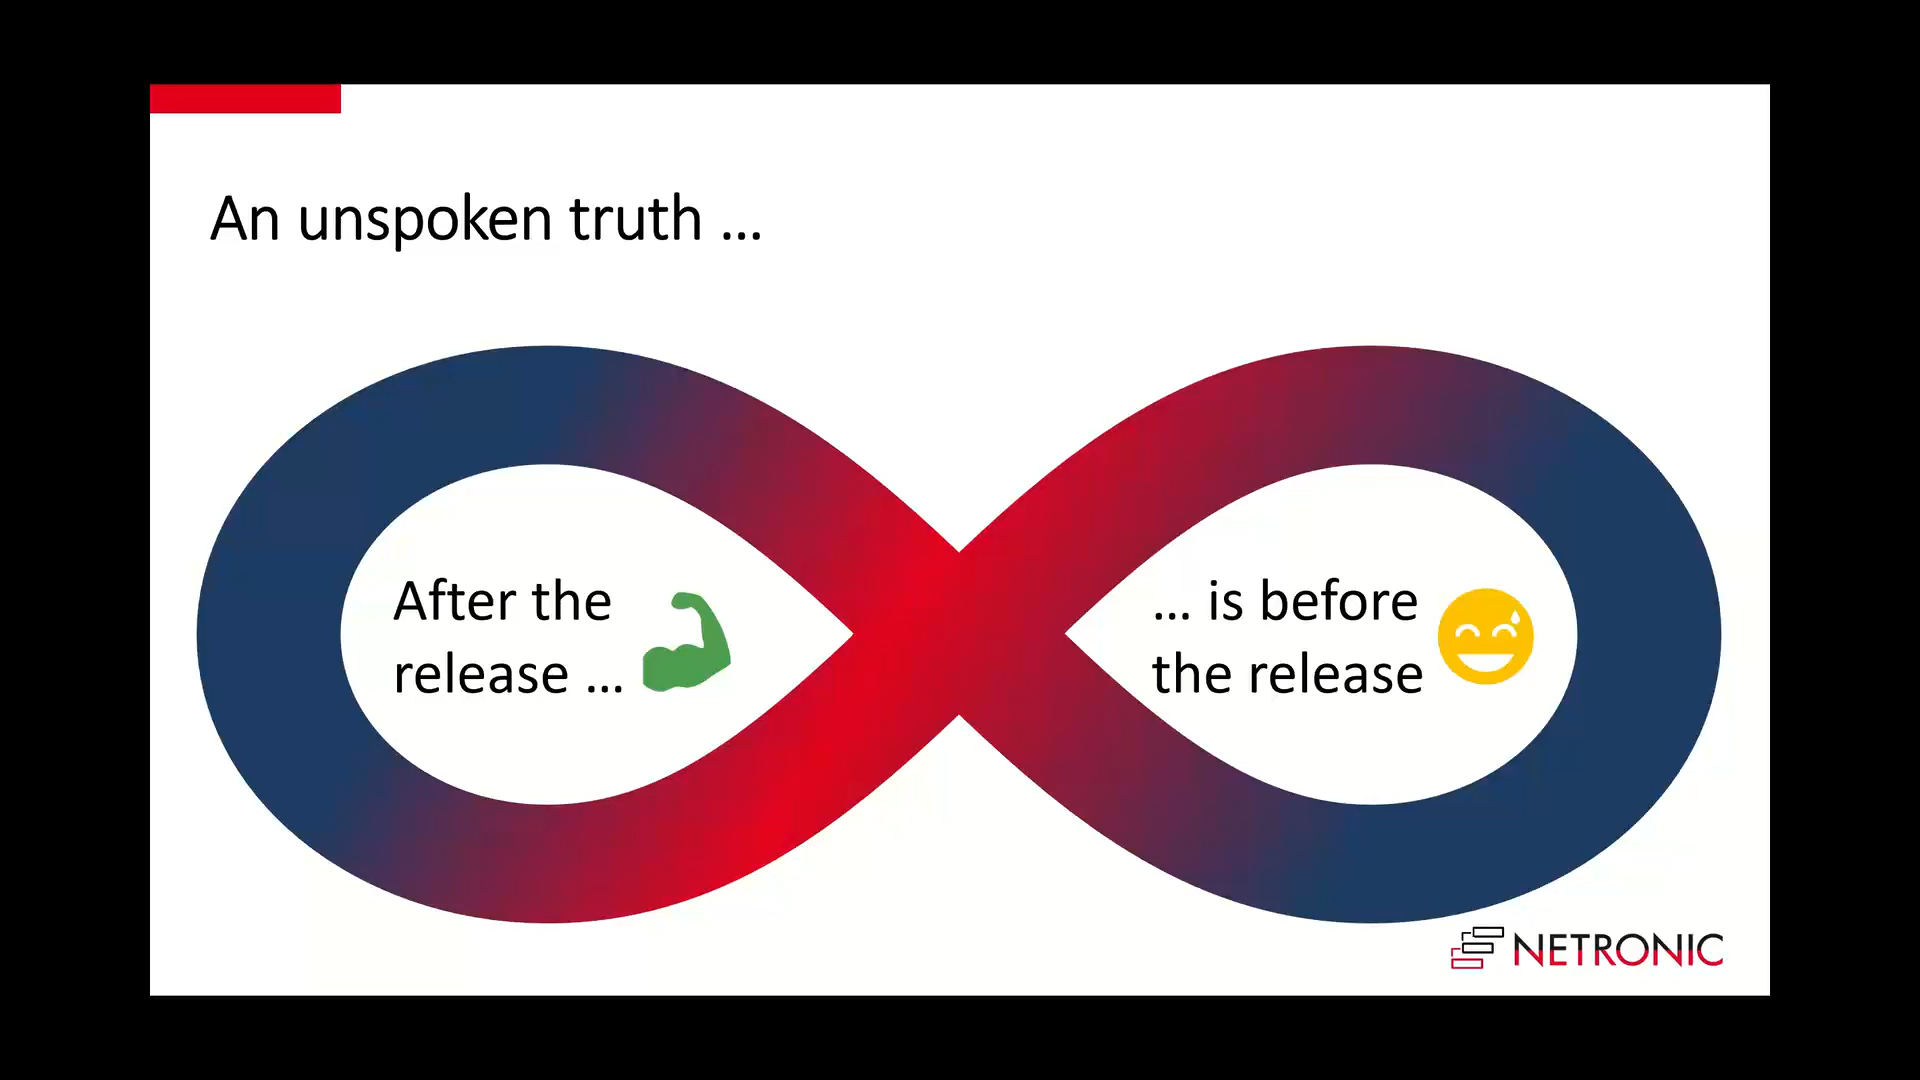 An unspoken truth ...
After the
release ...
... is before
the release
NETRONIC